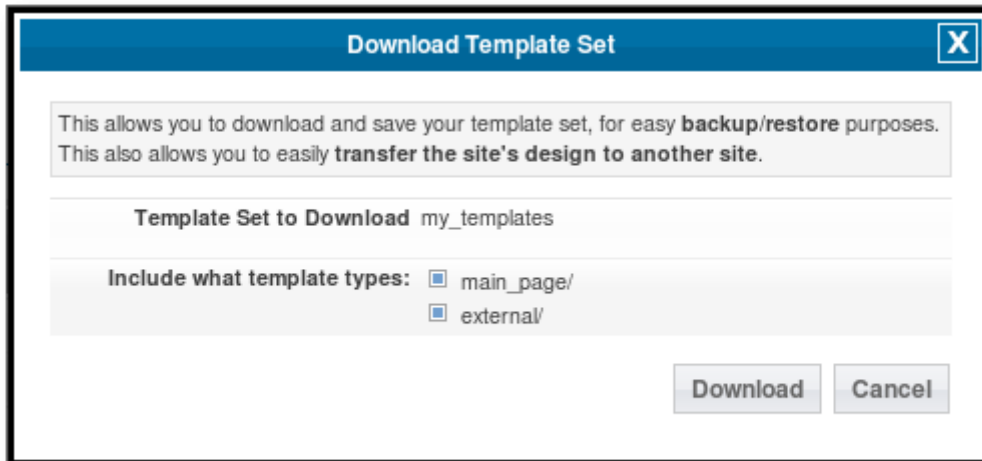 Download Template Set X
This allows you to download and save your template set, for easy backup/restore purposes.
This also allows you to easily transfer the site's design to another site.
Template Set to Download my_templates
Include what template types: main_page/
external/
Download Cancel